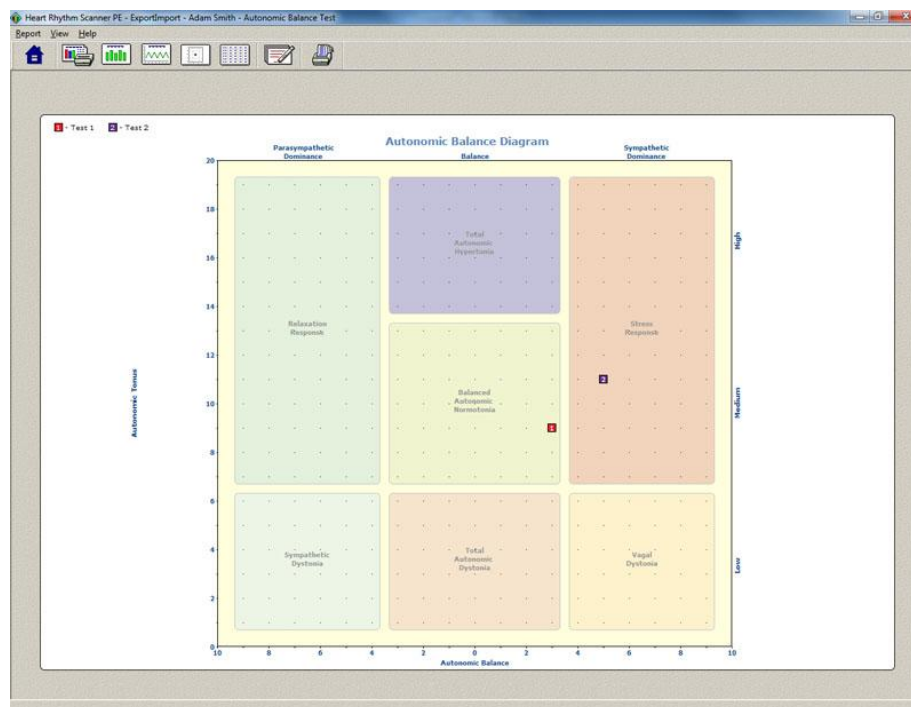 Heart Rhythm Scanner PE - ExportImport - Adam Smith - Autonomic Balance Test
Report View Help
1 - Test 1 2 - Test 2
Autonomic Balance Diagram
Parasympathetic
Dominance
Balance
Sympathetic
Dominance
20
18
16
14
12
10
8
6
4
2
0
Autonomic Tonus
High
Medium
Low
Total
Autonomic
Hypertonia
Relaxation
Response
Stress
Response
Balanced
Autonomic
Normotonia
2
1
Sympathetic
Dystonia
Total
Autonomic
Dystonia
Vagal
Dystonia
10 8 6 4 2 0 2 4 6 8 10
Autonomic Balance